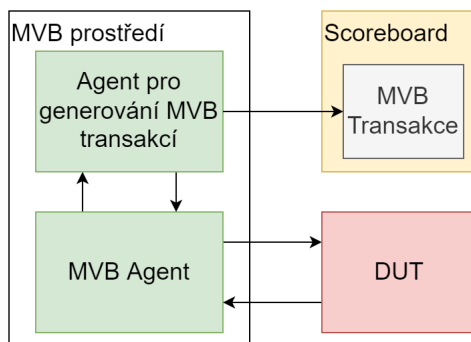 MVB prostředí
Agent pro
generování MVB
transakcí
MVB Agent
Scoreboard
MVB
Transakce
DUT